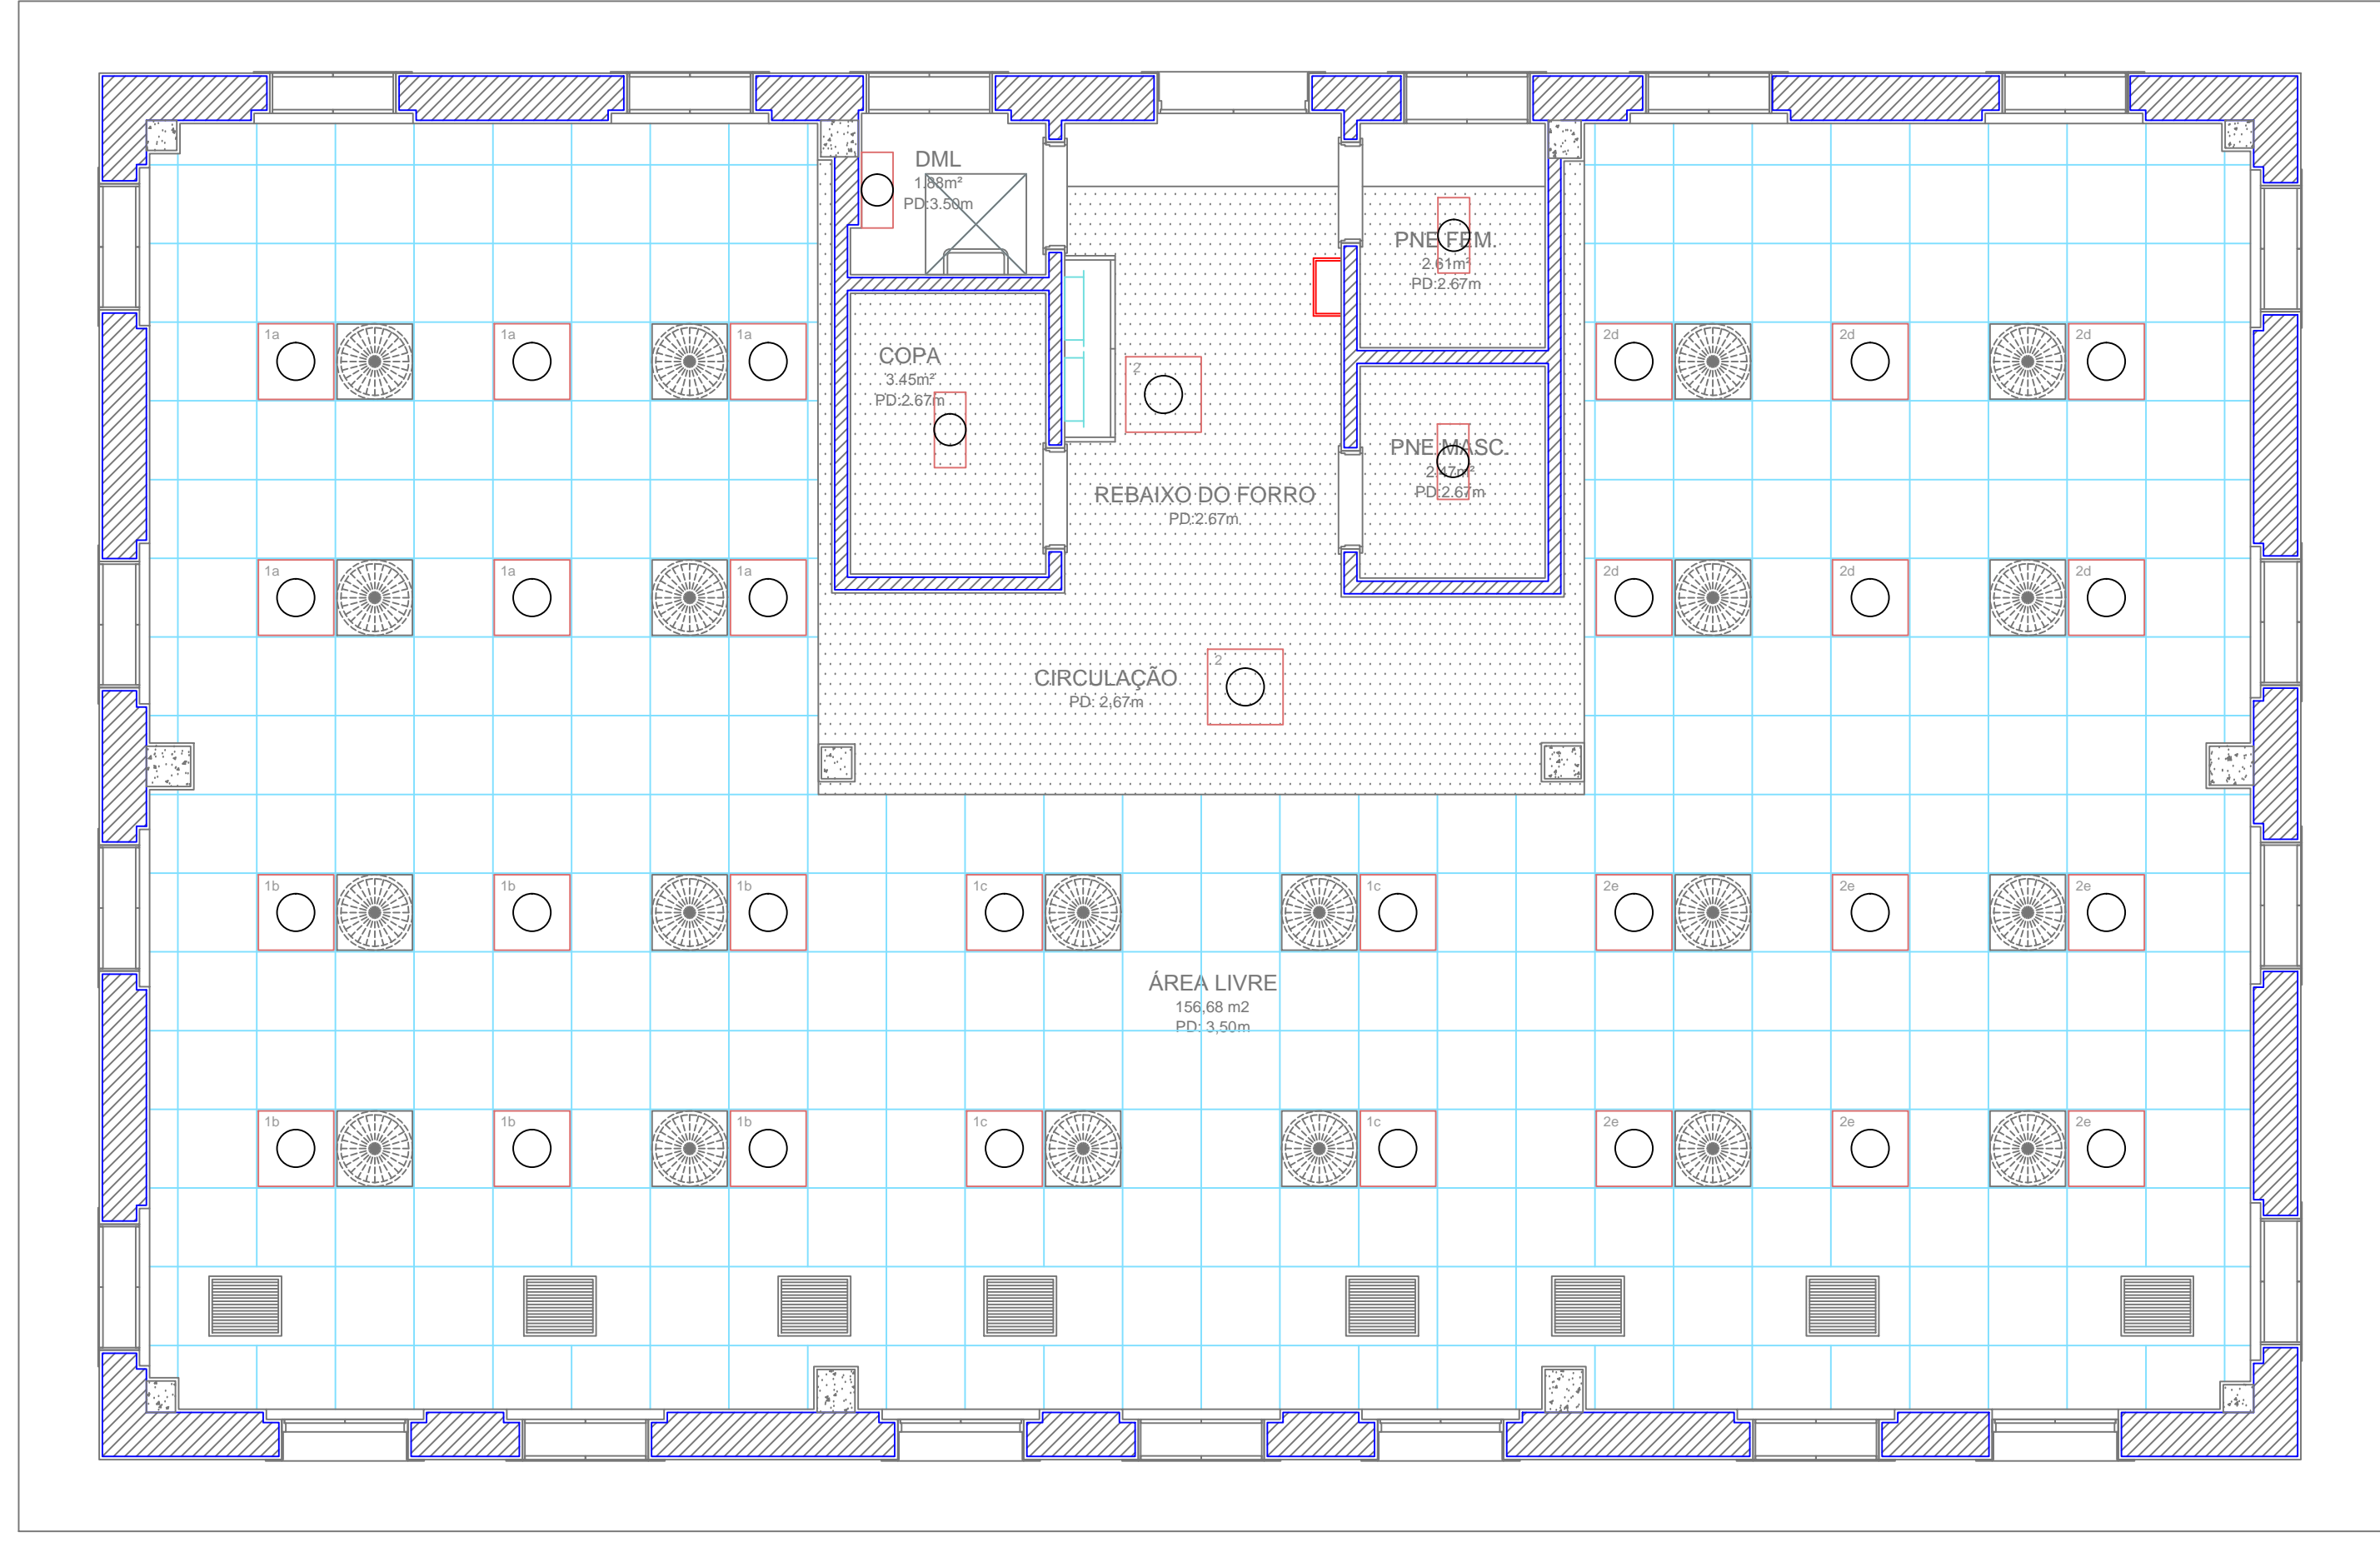 DML
1.88m²
PD:3.50m
PNE FEM.
2.61m²
PD:2.67m
1a
1a
1a
COPA
3.45m²
PD:2.67m
2
2d
2d
2d
PNE MASC.
2.47m²
PD:2.67m
REBAIXO DO FORRO
PD:2.67m
1a
1a
1a
2d
2d
2d
2
CIRCULAÇÃO
PD: 2,67m
1b
1b
1b
1c
1c
2e
2e
2e
ÁREA LIVRE
156,68 m2
PD: 3,50m
1b
1b
1b
1c
1c
2e
2e
2e